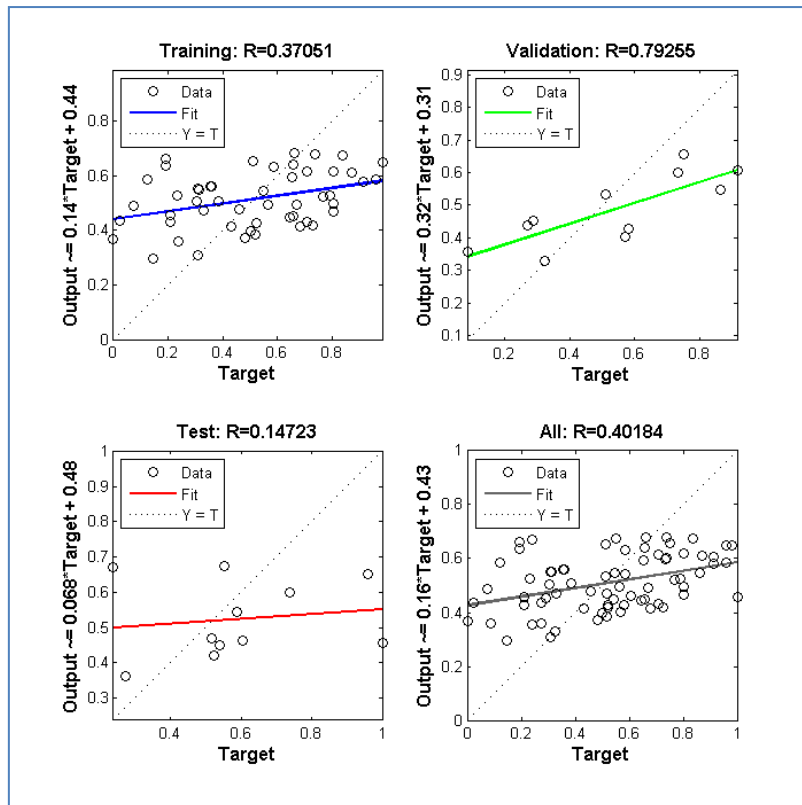 Training: R=0.37051
Output ~= 0.14*Target + 0.44
Data
Fit
Y = T
0
0.2
0.4
0.6
0.8
0
0.2
0.4
0.6
0.8
Target
Validation: R=0.79255
Output ~= 0.32*Target + 0.31
Data
Fit
Y = T
0.1
0.2
0.3
0.4
0.5
0.6
0.7
0.8
0.9
0.2
0.4
0.6
0.8
Target
Test: R=0.14723
Output ~= 0.068*Target + 0.48
Data
Fit
Y = T
0.3
0.4
0.5
0.6
0.7
0.8
0.9
1
0.4
0.6
0.8
1
Target
All: R=0.40184
Output ~= 0.16*Target + 0.43
Data
Fit
Y = T
0
0.2
0.4
0.6
0.8
1
0
0.2
0.4
0.6
0.8
1
Target